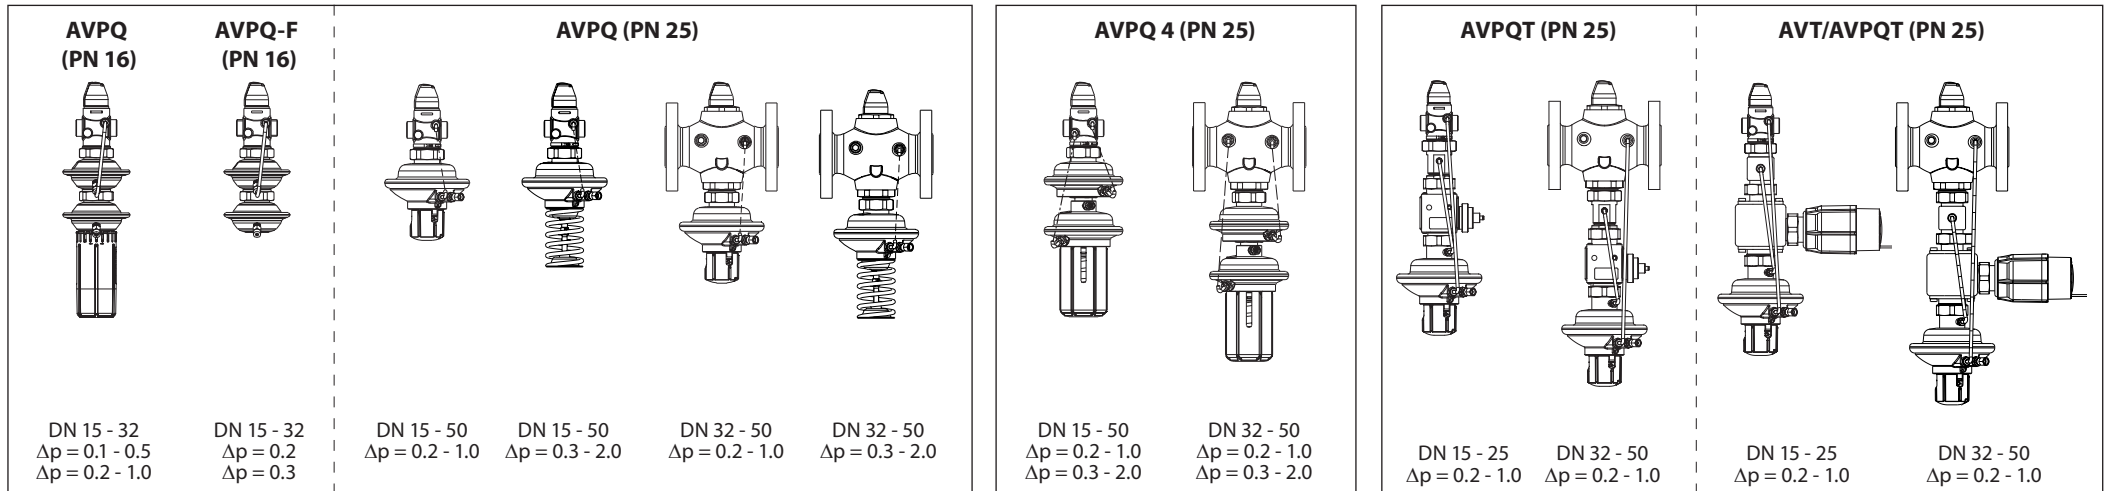 AVPQ
(PN 16)
AVPQ-F
(PN 16)
AVPQ (PN 25)
AVPQ 4 (PN 25)
AVPQT (PN 25)
AVT/AVPQT (PN 25)
DN 15 - 32
Δp = 0.1 - 0.5
Δp = 0.2 - 1.0
DN 15 - 32
Δp = 0.2
Δp = 0.3
DN 15 - 50
Δp = 0.2 - 1.0
DN 15 - 50
Δp = 0.3 - 2.0
DN 32 - 50
Δp = 0.2 - 1.0
DN 32 - 50
Δp = 0.3 - 2.0
DN 15 - 50
Δp = 0.2 - 1.0
Δp = 0.3 - 2.0
DN 32 - 50
Δp = 0.2 - 1.0
Δp = 0.3 - 2.0
DN 15 - 25
Δp = 0.2 - 1.0
DN 32 - 50
Δp = 0.2 - 1.0
DN 15 - 25
Δp = 0.2 - 1.0
DN 32 - 50
Δp = 0.2 - 1.0